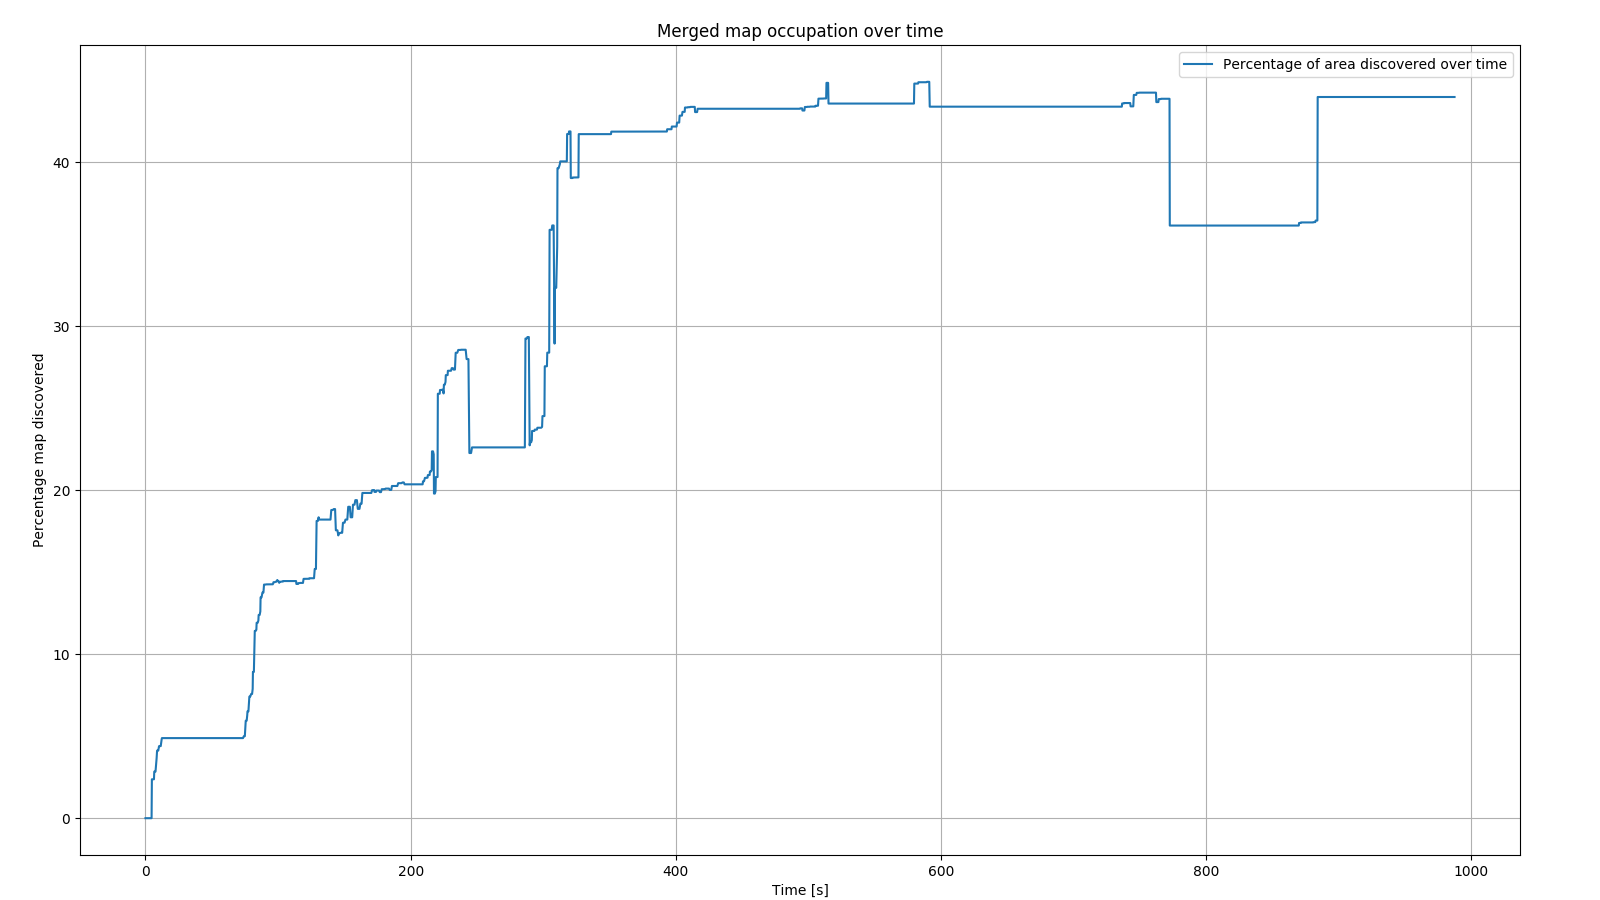 Merged map occupation over time
Percentage of area discovered over time
Percentage map discovered
40
30
20
10
0
0 200 400 600 800 1000
Time [s]